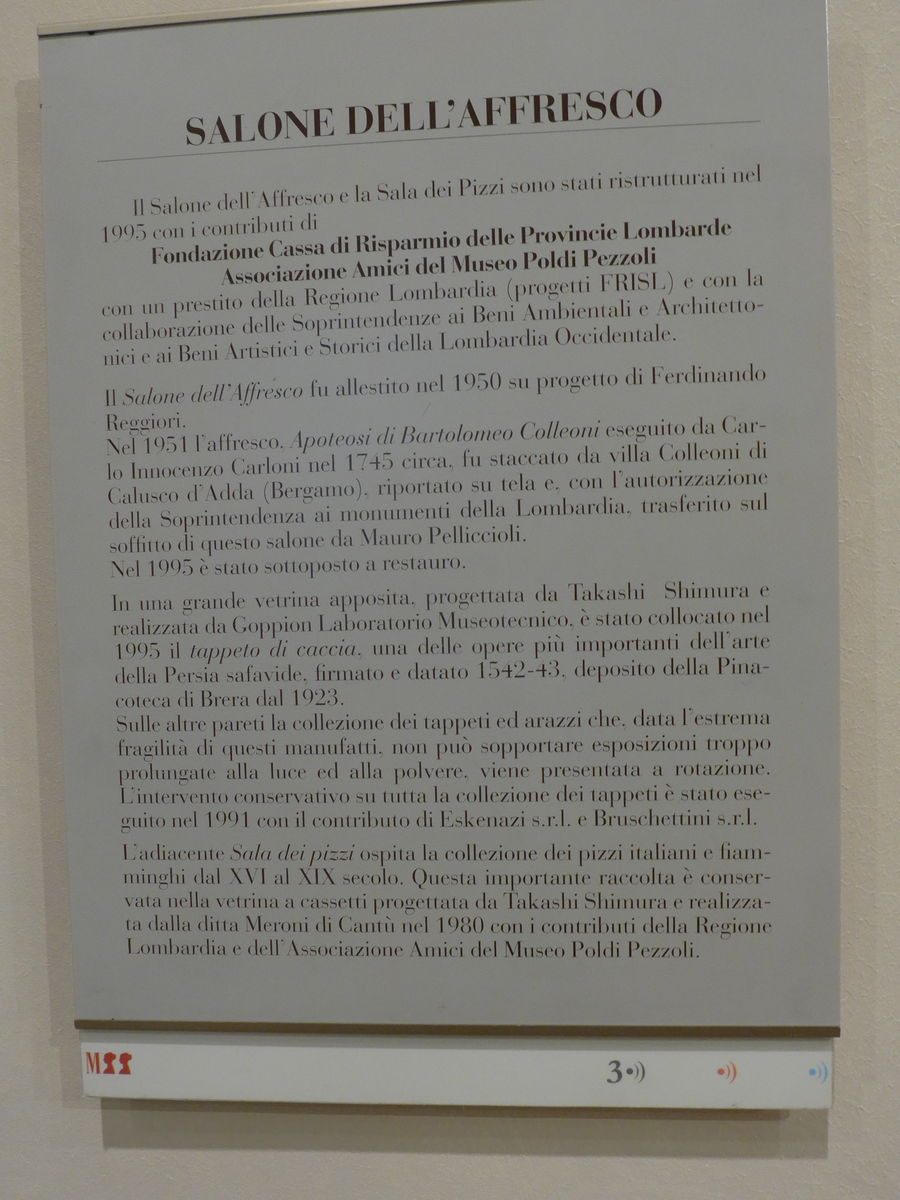 SALONE DELL'AFFRESCO
Il Salone dell'Affresco e la Sala dei Pizzi sono stati ristrutturati nel
1995 con i contributi di
Fondazione Cassa di Risparmio delle Provincie Lombarde
Associazione Amici del Museo Poldi Pezzoli
con un prestito della Regione Lombardia (progetti FRISL) e con la
collaborazione delle Soprintendenze ai Beni Ambientali e Architetto-
nici e ai Beni Artistici e Storici della Lombardia Occidentale.
Il Salone dell'Affresco fu allestito nel 1950 su progetto di Ferdinando
Reggiori.
Nel 1951 l'affresco, Apoteosi di Bartolomeo Colleoni eseguito da Car-
lo Innocenzo Carloni nel 1745 circa, fu staccato da villa Colleoni di
Calusco d'Adda (Bergamo), riportato su tela e, con l'autorizzazione
della Soprintendenza ai monumenti della Lombardia, trasferito sul
soffitto di questo salone da Mauro Pelliccioli.
Nel 1995 è stato sottoposto a restauro.
In una grande vetrina apposita, progettata da Takashi Shimura e
realizzata da Goppion Laboratorio Museotecnico, è stato collocato nel
1995 il tappeto di caccia, una delle opere più importanti dell'arte
della Persia safavide, firmato e datato 1542-43, deposito della Pina-
coteca di Brera dal 1923.
Sulle altre pareti la collezione dei tappeti ed arazzi che, data l'estrema
fragilità di questi manufatti, non può sopportare esposizioni troppo
prolungate alla luce ed alla polvere, viene presentata a rotazione.
L'intervento conservativo su tutta la collezione dei tappeti è stato ese-
guito nel 1991 con il contributo di Eskenazi s.r.l. e Bruschettini s.r.l.
L'adiacente Sala dei pizzi ospita la collezione dei pizzi italiani e fiam-
minghi dal XVI al XIX secolo. Questa importante raccolta è conser-
vata nella vetrina a cassetti progettata da Takashi Shimura e realizza-
ta dalla ditta Meroni di Cantù nel 1980 con i contributi della Regione
Lombardia e dell'Associazione Amici del Museo Poldi Pezzoli.
M 3